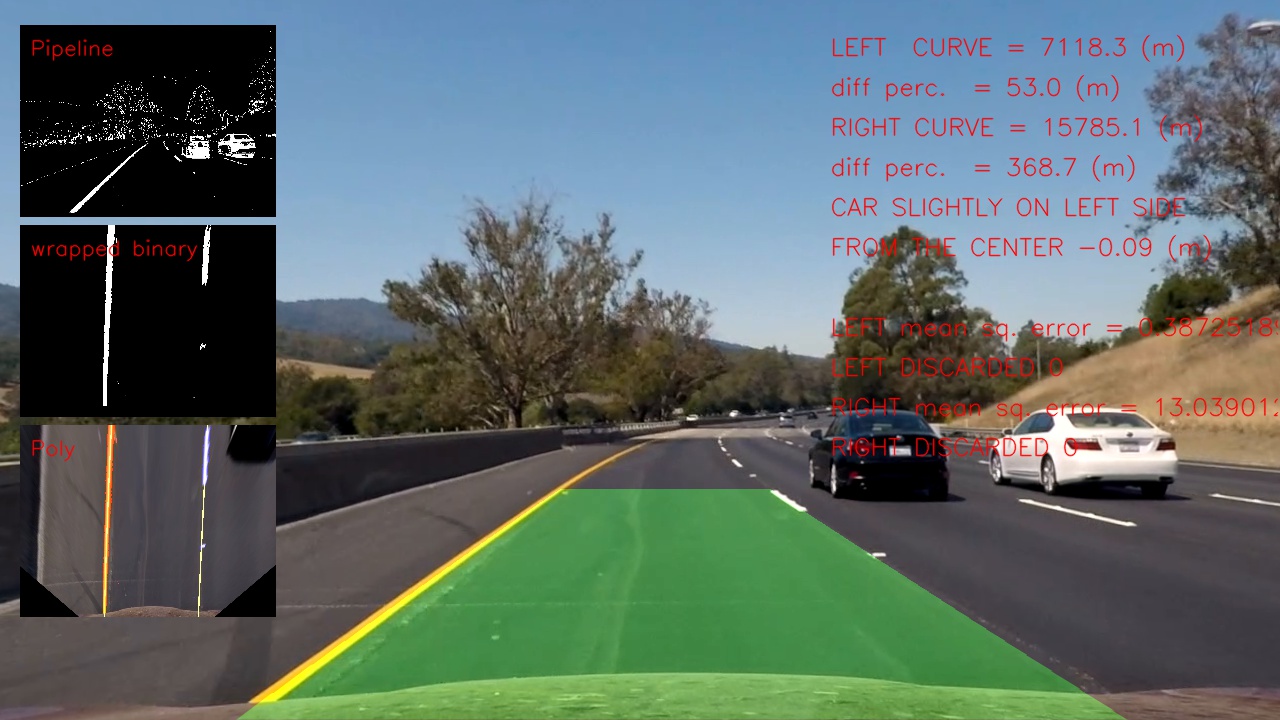 Pipeline
wrapped binary
Poly
LEFT CURVE = 7118.3 (m)
diff perc. = 53.0 (m)
RIGHT CURVE = 15785.1 (m)
diff perc. = 368.7 (m)
CAR SLIGHTLY ON LEFT SIDE
FROM THE CENTER -0.09 (m)
LEFT mean sq. error = 0.3872518
LEFT DISCARDED 0
RIGHT mean sq. error = 13.03901
RIGHT DISCARDED 0